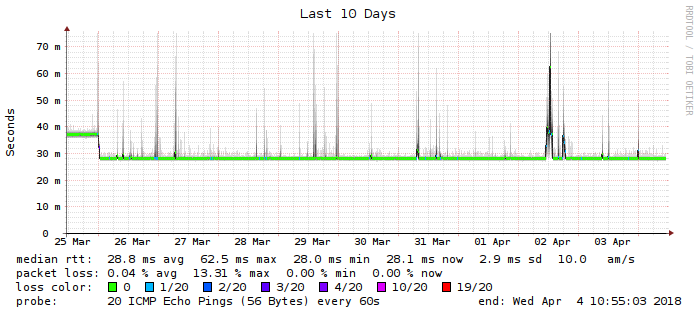 Last 10 Days
RRDTOOL / TOBI OETIKER
Seconds
70 m
60 m
50 m
40 m
30 m
20 m
10 m
0
25 Mar 26 Mar 27 Mar 28 Mar 29 Mar 30 Mar 31 Mar 01 Apr 02 Apr 03 Apr
median rtt: 28.8 ms avg 62.5 ms max 28.0 ms min 28.1 ms now 2.9 ms sd 10.0 am/s
packet loss: 0.04 % avg 13.31 % max 0.00 % min 0.00 % now
loss color: 0 1/20 2/20 3/20 4/20 10/20 19/20
probe: 20 ICMP Echo Pings (56 Bytes) every 60s end: Wed Apr 4 10:55:03 2018